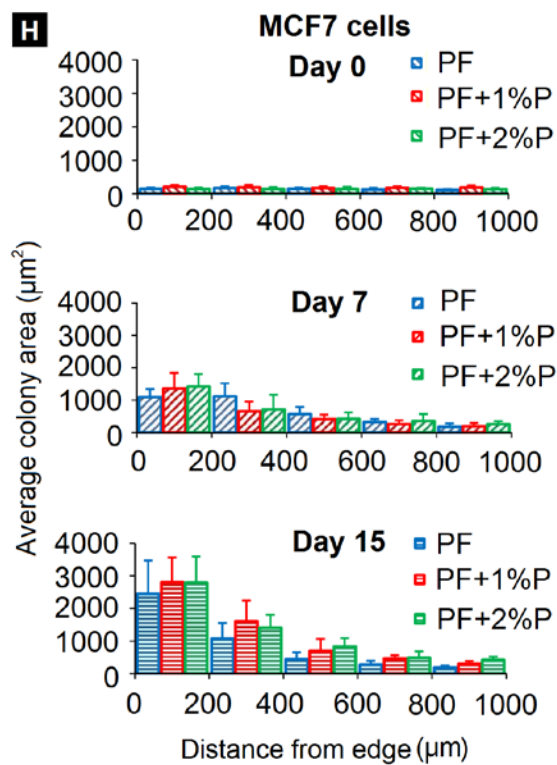 H
MCF7 cells
Day 0
PF
PF+1%P
PF+2%P
4000
3000
2000
1000
0
0 200 400 600 800 1000
Average colony area (µm²)
Day 7
PF
PF+1%P
PF+2%P
4000
3000
2000
1000
0
0 200 400 600 800 1000
Day 15
PF
PF+1%P
PF+2%P
4000
3000
2000
1000
0
0 200 400 600 800 1000
Distance from edge (µm)